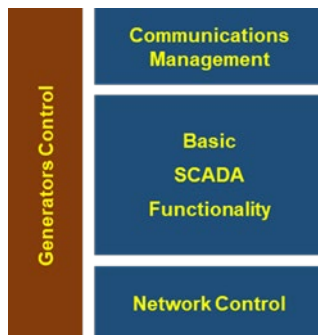 Generators Control
Communications
Management
Basic
SCADA
Functionality
Network Control